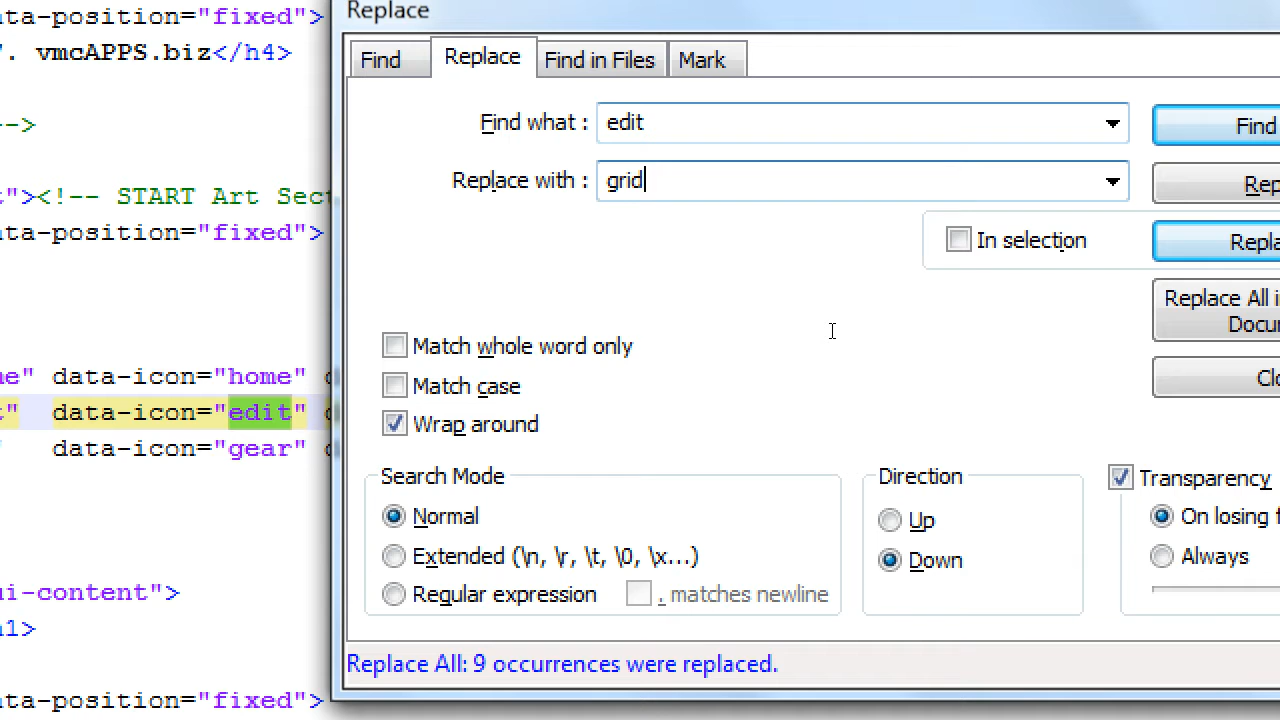 ata-position="fixed">
Replace
'. vmcAPPS.biz</h4>
Find Replace Find in Files Mark
-->
Find what : edit
Find
Replace with : grid
Rep
t"><!-- START Art Sect
ata-position="fixed">
In selection
Repla
Replace All i
Docu
Match whole word only
ne" data-icon="home"
Match case
Clo
t" data-icon="edit"
Wrap around
data-icon="gear"
Search Mode
Normal
Extended (\n, \r, \t, \0, \x...)
Regular expression . matches newline
Direction
Up
Down
Transparency
On losing f
Always
ui-content">
h1>
Replace All: 9 occurrences were replaced.
ata-position="fixed">